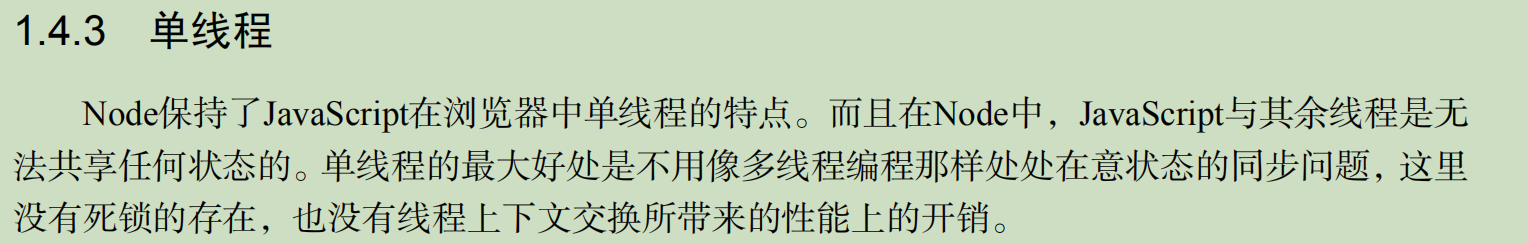 1.4.3 单线程
Node保持了JavaScript在浏览器中单线程的特点。而且在Node中，JavaScript与其余线程是无
法共享任何状态的。单线程的最大好处是不用像多线程编程那样处处在意状态的同步问题，这里
没有死锁的存在，也没有线程上下文交换所带来的性能上的开销。